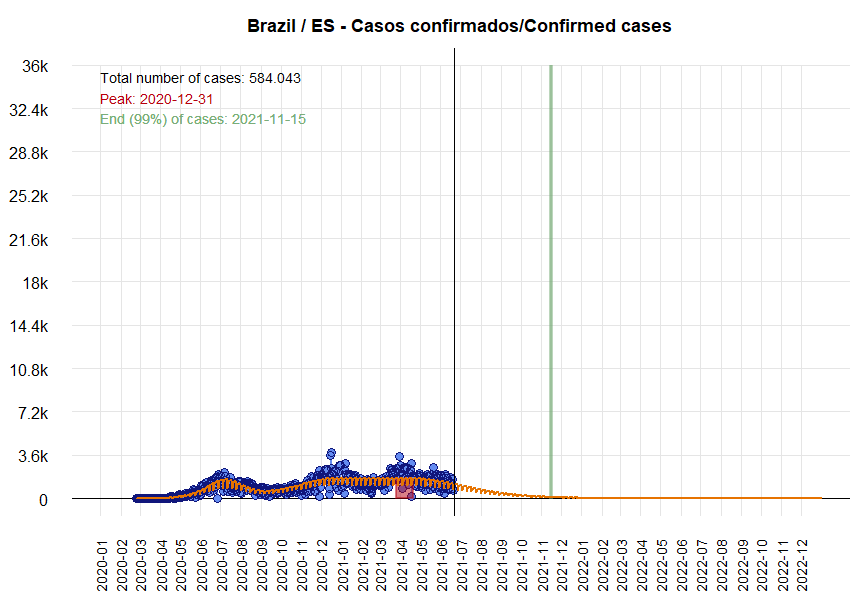 Brazil / ES - Casos confirmados/Confirmed cases
36k
Total number of cases: 584.043
Peak: 2020-12-31
32.4k
End (99%) of cases: 2021-11-15
28.8k
25.2k
21.6k
18k
14.4k
10.8k
7.2k
3.6k
0
2020-01
2020-02
2020-03
2020-04
2020-05
2020-06
2020-07
2020-08
2020-09
2020-10
2020-11
2020-12
2021-01
2021-02
2021-03
2021-04
2021-05
2021-06
2021-07
2021-08
2021-09
2021-10
2021-11
2021-12
2022-01
2022-02
2022-03
2022-04
2022-05
2022-06
2022-07
2022-08
2022-09
2022-10
2022-11
2022-12